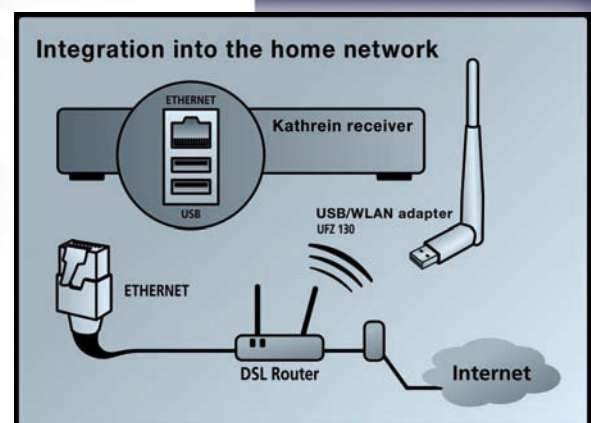 Integration into the home network
ETHERNET
Kathrein receiver
USB
USB/WLAN adapter
UFZ 130
ETHERNET
DSL Router
Internet